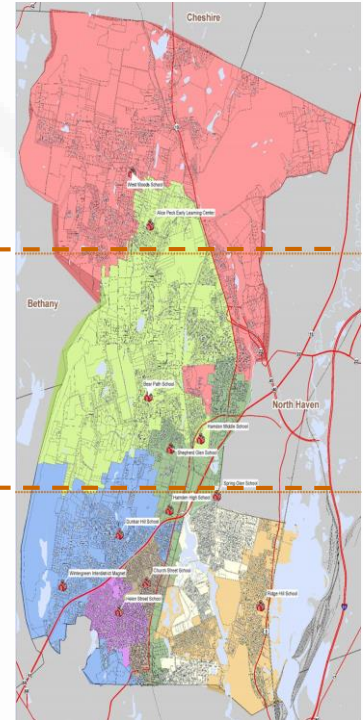 Cheshire
West Woods School
Alice Peck Early Learning Center
Bethany
Bear Path School
North Haven
Hamden Middle School
Shepherd Glen School
Spring Glen School
Hamden High School
Dunbar Hill School
Wintergreen Interdistrict Magnet
Church Street School
Helen Street School
Ridge Hill School